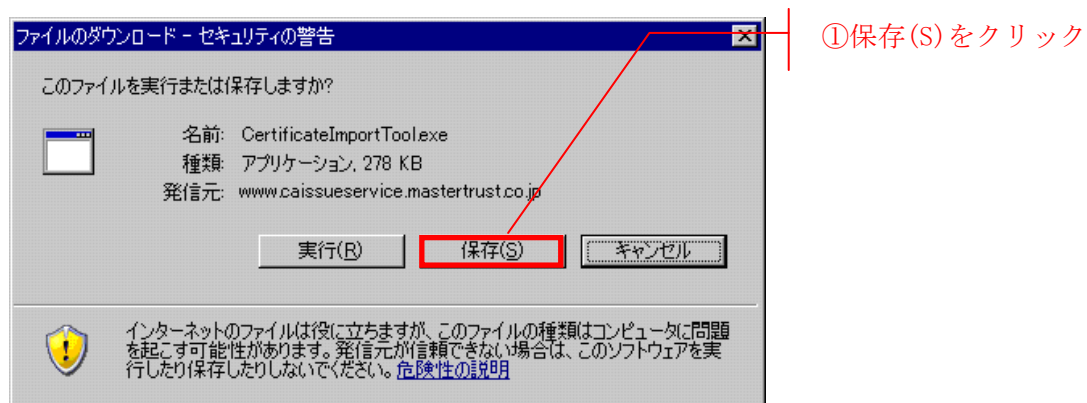 ファイルのダウンロード - セキュリティの警告
①保存(S)をクリック
このファイルを実行または保存しますか?
名前: CertificateImportTool.exe
種類: アプリケーション, 278 KB
発信元: www.caissueservice.mastertrust.co.jp
実行(R) 保存(S) キャンセル
インターネットのファイルは役に立ちますが、このファイルの種類はコンピュータに問題
を起こす可能性があります。発信元が信頼できない場合は、このソフトウェアを実
行したり保存したりしないでください。危険性の説明